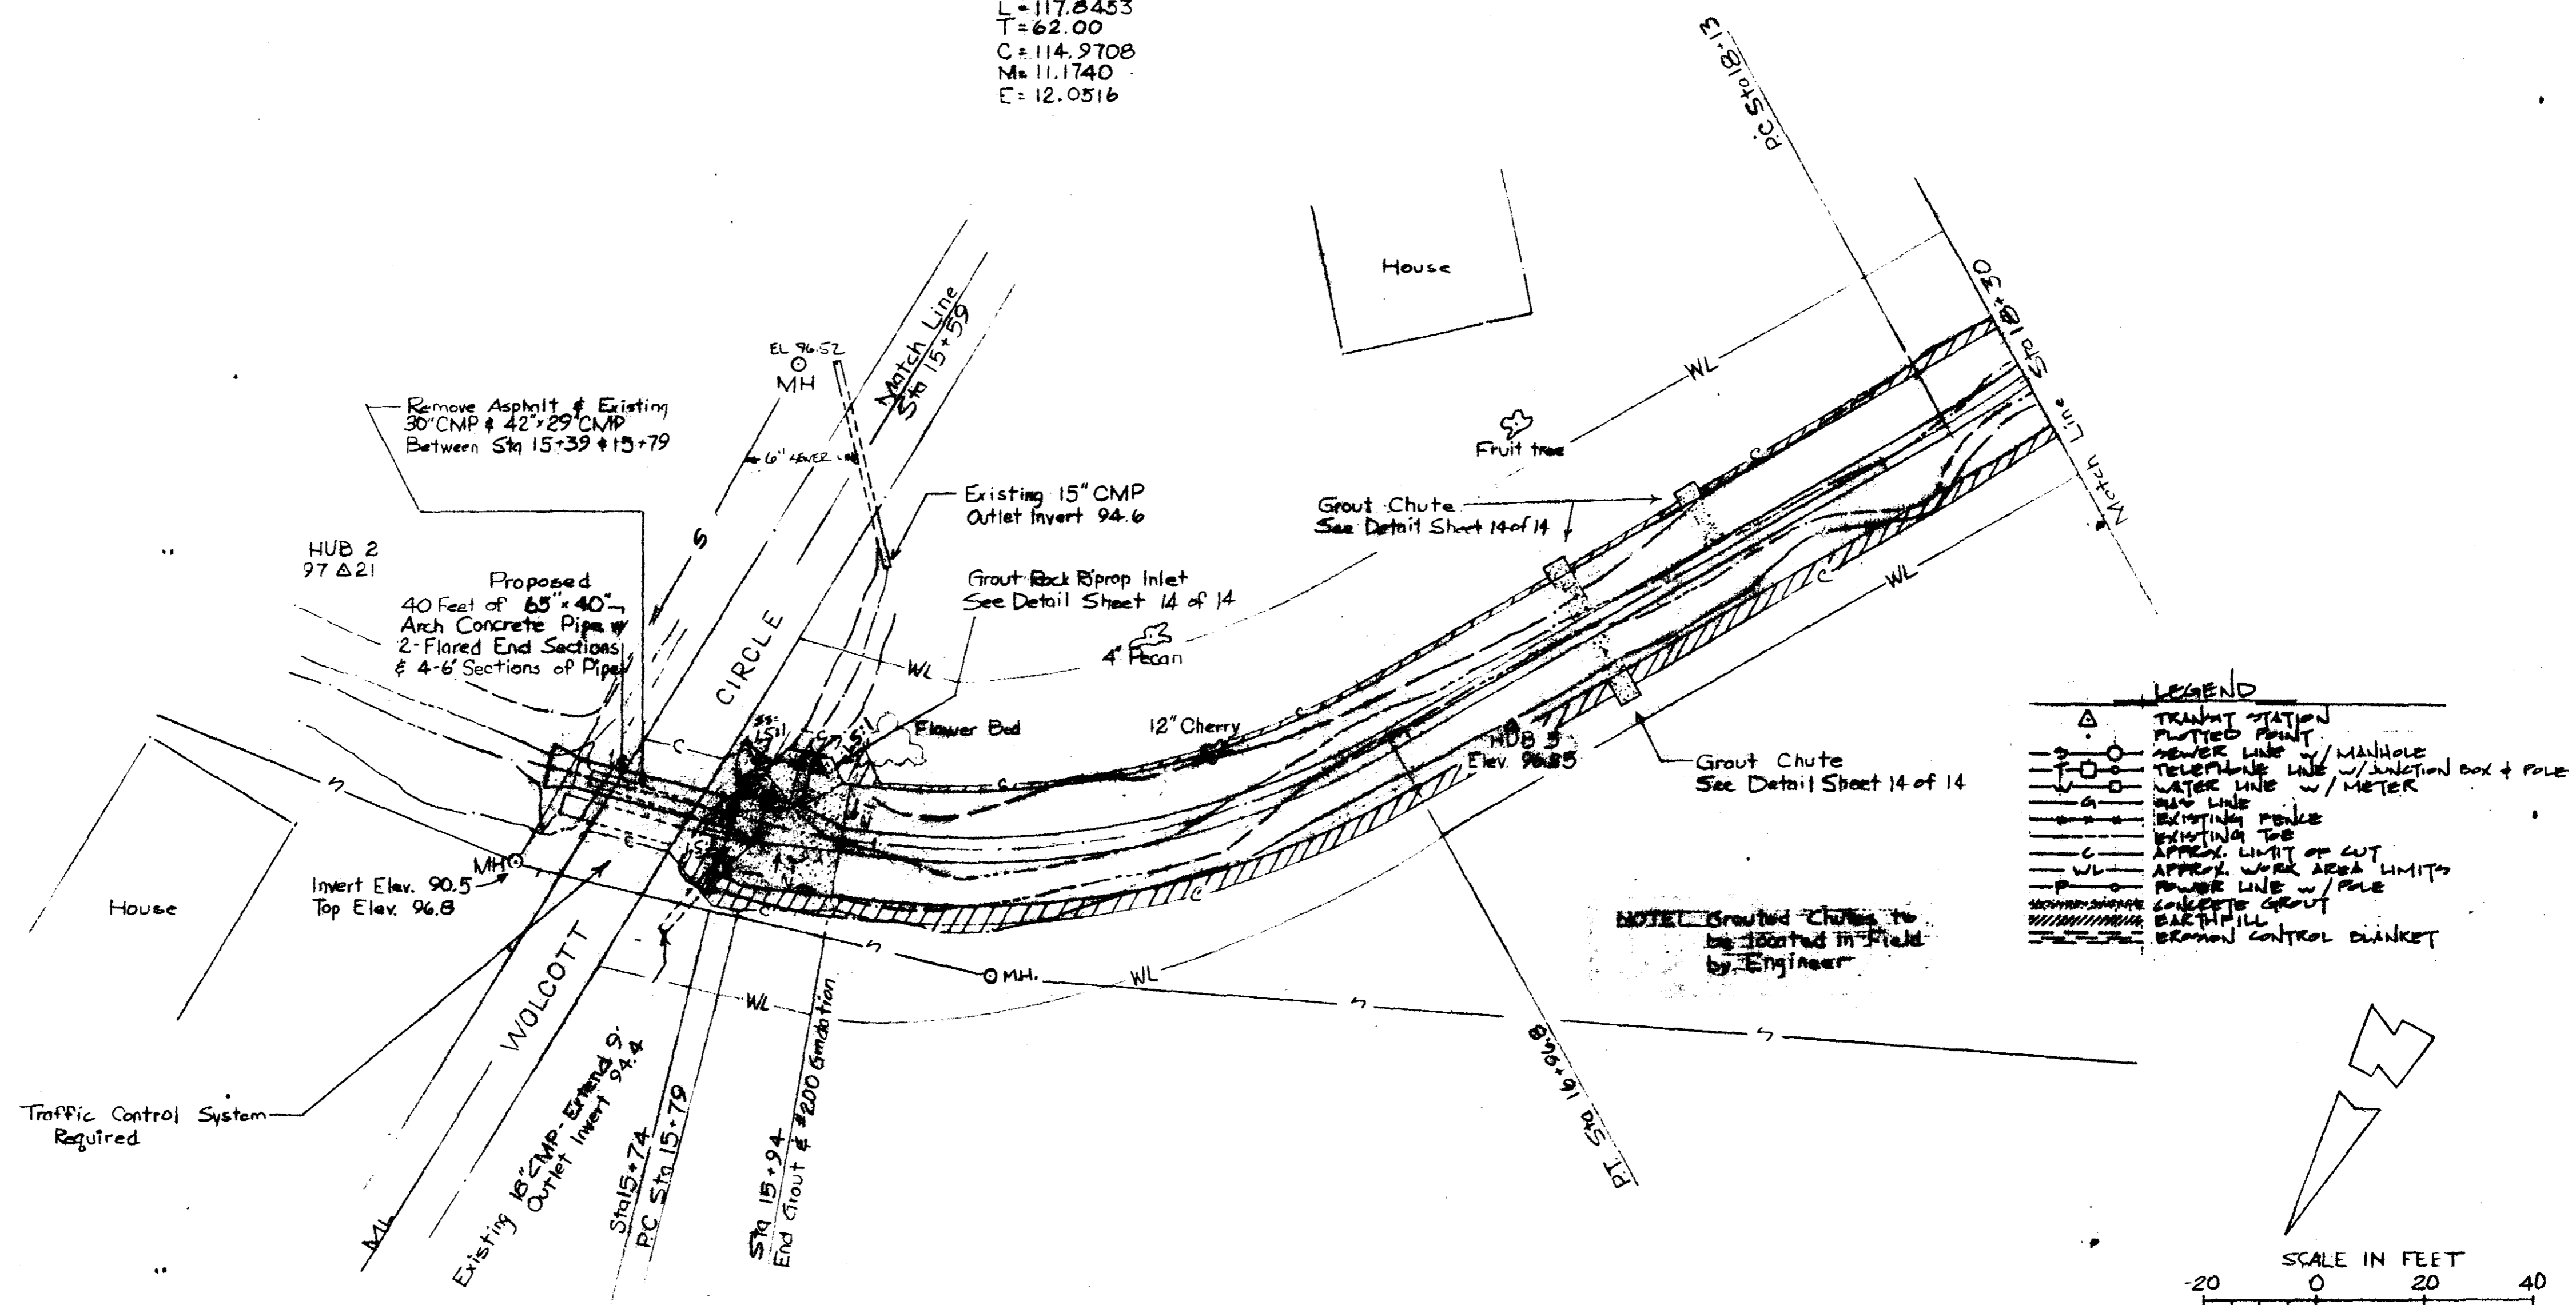 L = 117.8453
T = 62.00
C = 114.9708
M = 11.1740
E = 12.0516
P.C. Sta 18+13
House
Match Line
Sta 15+59
EL 96.52
MH
Remove Asphalt & Existing
30" CMP & 42"x29" CMP
Between Sta 15+39 & 15+79
6" SEWER
Existing 15" CMP
Outlet Invert 94.6
WL
Fruit tree
Grout Chute
See Detail Sheet 14 of 14
Match Line Sta 18+30
HUB 2
97 △ 21
S
Proposed
40 Feet of 65"x40"
Arch Concrete Pipe w/
2-Flared End Sections
& 4-6' Sections of Pipe
Grout Rock Riprap Inlet
See Detail Sheet 14 of 14
WL
4" Pecan
WL
C
C
WOLCOTT CIRCLE
Flower Bed
12" Cherry
C
C
C
1.5:1
HUB 3
Elev. 96.85
Grout Chute
See Detail Sheet 14 of 14
S
MH
Invert Elev. 90.5
Top Elev. 96.8
House
C
C
C
S
M.H.
WL
WL
S
S
NOTE: Grouted Chutes to
be located in Field
by Engineer
LEGEND
TRANSIT STATION
PLOTTED POINT
S SEWER LINE w/ MANHOLE
T TELEPHONE LINE w/ JUNCTION BOX & POLE
W WATER LINE w/ METER
G GAS LINE
EXISTING FENCE
EXISTING TOE
C APPROX. LIMIT OF CUT
WL APPROX. WORK AREA LIMITS
P POWER LINE w/ POLE
CONCRETE GROUT
EARTHFILL
EROSION CONTROL BLANKET
Traffic Control System
Required
ML
Existing 18" CMP - Extend 9'
Outlet Invert 94.4
Sta 15+74
P.C Sta 15+79
Sta 15+94
End Grout & #200 Gradation
PT. Sta 16+96.8
N
SCALE IN FEET
-20 0 20 40